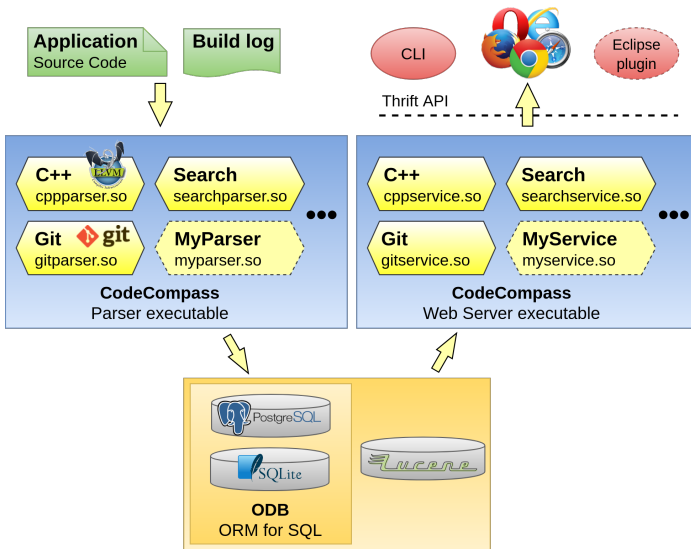 Application
Source Code
Build log
CLI
Eclipse
plugin
Thrift API
C++
cppparser.so
Search
searchparser.so
Git
git
gitparser.so
MyParser
myparser.so
CodeCompass
Parser executable
C++
cppservice.so
Search
searchservice.so
Git
gitservice.so
MyService
myservice.so
CodeCompass
Web Server executable
PostgreSQL
SQLite
ODB
ORM for SQL
Lucene